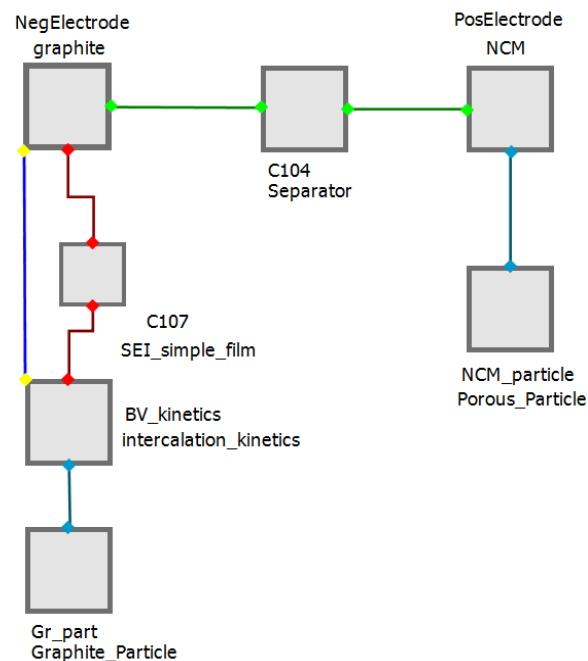 NegElectrode
graphite
PosElectrode
NCM
C104
Separator
C107
SEI_simple_film
NCM_particle
Porous_Particle
BV_kinetics
intercalation_kinetics
Gr_part
Graphite_Particle